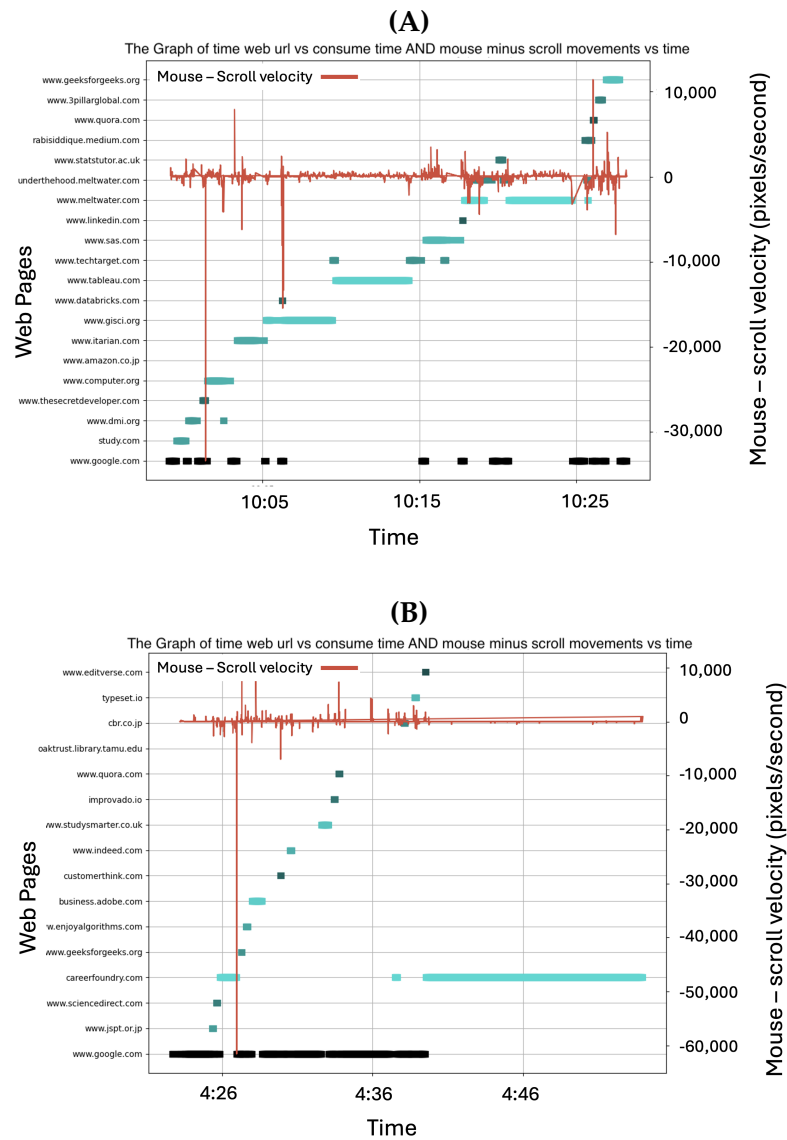 (A)
The Graph of time web url vs consume time AND mouse minus scroll movements vs time
Mouse – Scroll velocity
www.geeksforgeeks.org
www.3pillarglobal.com
www.quora.com
rabisiddique.medium.com
www.statstutor.ac.uk
underthehood.meltwater.com
www.meltwater.com
www.linkedin.com
www.sas.com
www.techtarget.com
www.tableau.com
www.databricks.com
www.gisci.org
www.itarian.com
www.amazon.co.jp
www.computer.org
www.thesecretdeveloper.com
www.dmi.org
study.com
www.google.com
Web Pages
10,000
0
-10,000
-20,000
-30,000
Mouse – scroll velocity (pixels/second)
10:05
10:15
10:25
Time
(B)
The Graph of time web url vs consume time AND mouse minus scroll movements vs time
Mouse – Scroll velocity
www.editverse.com
typeset.io
cbr.co.jp
oaktrust.library.tamu.edu
www.quora.com
improvado.io
www.studysmarter.co.uk
www.indeed.com
customerthink.com
business.adobe.com
w.enjoyalgorithms.com
www.geeksforgeeks.org
careerfoundry.com
www.sciencedirect.com
www.jspt.or.jp
www.google.com
Web Pages
10,000
0
-10,000
-20,000
-30,000
-40,000
-50,000
-60,000
Mouse – scroll velocity (pixels/second)
4:26
4:36
4:46
Time